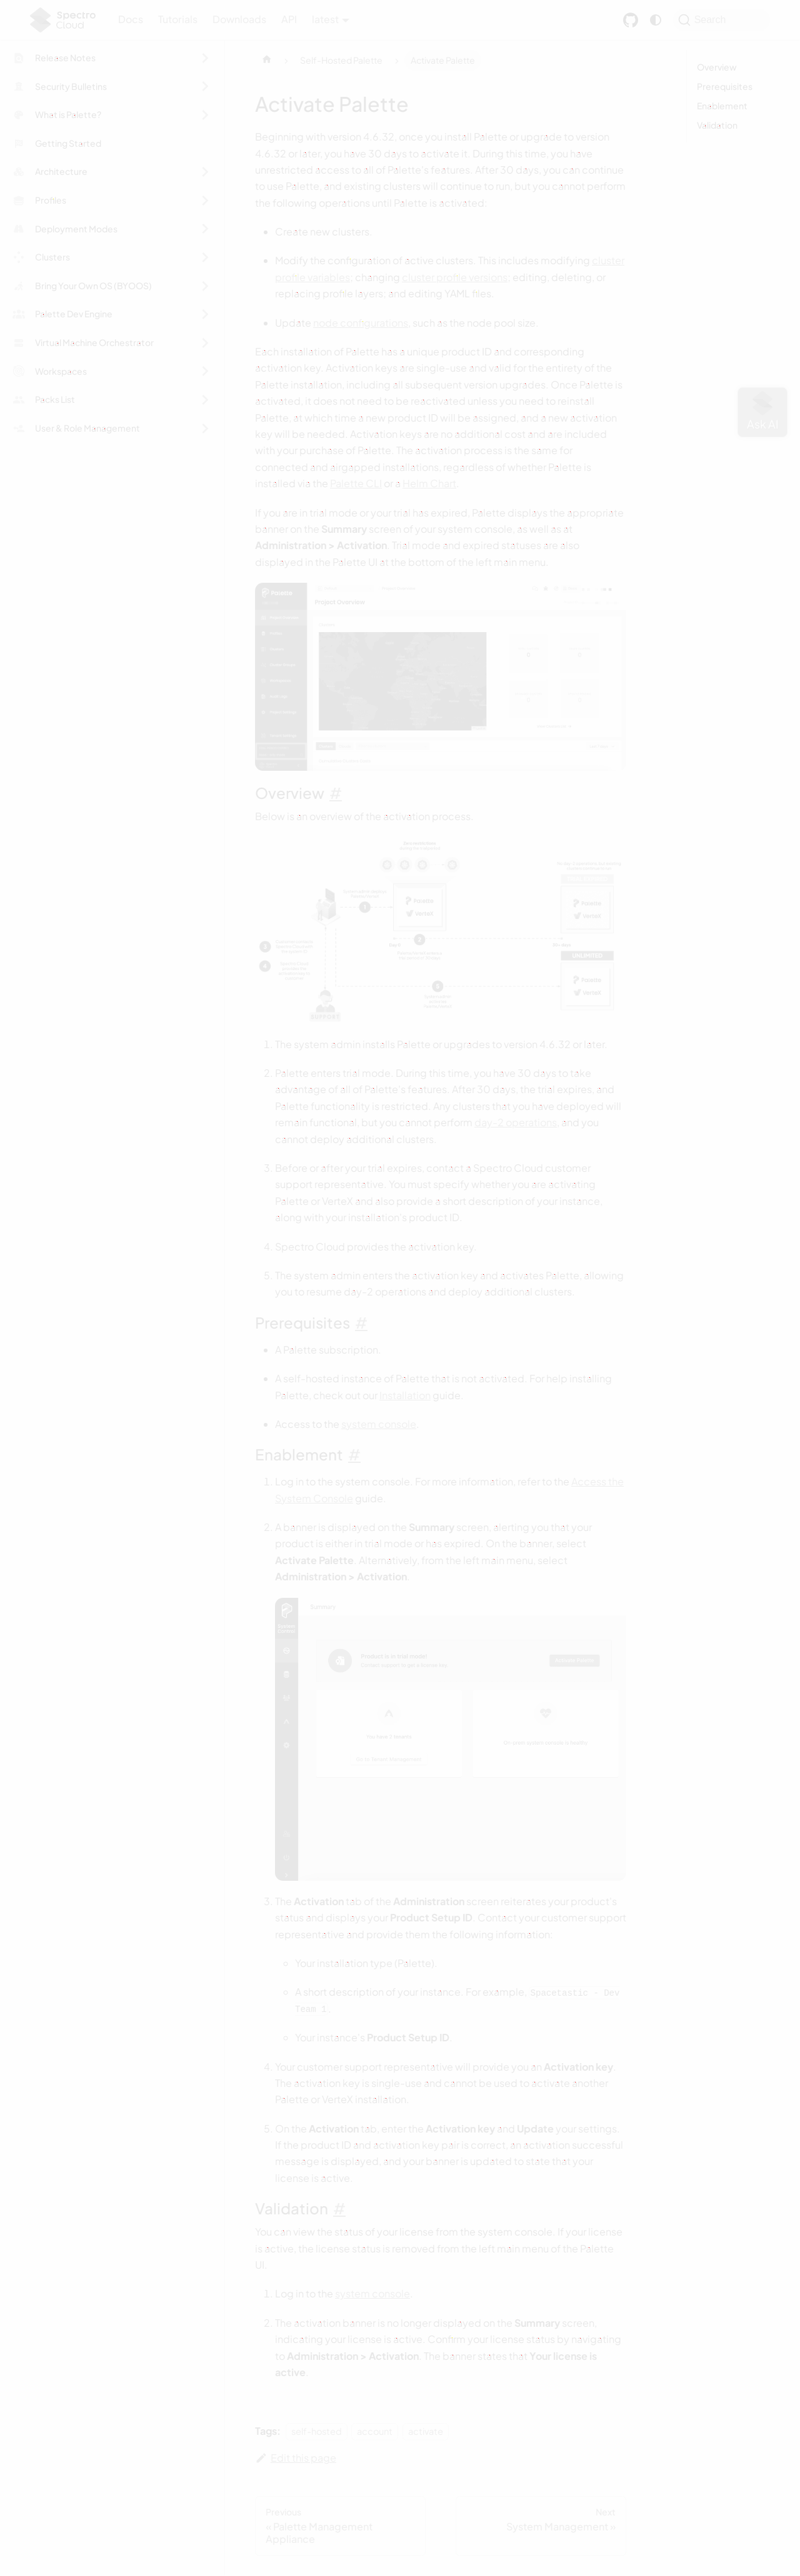 Spectro
Cloud
Docs
Tutorials
Downloads
API
latest
Search
Release Notes
Security Bulletins
What is Palette?
Getting Started
Architecture
Profiles
Deployment Modes
Clusters
Bring Your Own OS (BYOOS)
Palette Dev Engine
Virtual Machine Orchestrator
Workspaces
Packs List
User & Role Management
Self-Hosted Palette
Activate Palette
Overview
Prerequisites
Enablement
Validation
Ask AI
Activate Palette
Beginning with version 4.6.32, once you install Palette or upgrade to version
4.6.32 or later, you have 30 days to activate it. During this time, you have
unrestricted access to all of Palette's features. After 30 days, you can continue
to use Palette, and existing clusters will continue to run, but you cannot perform
the following operations until Palette is activated:
Create new clusters.
Modify the configuration of active clusters. This includes modifying cluster
profile variables; changing cluster profile versions; editing, deleting, or
replacing profile layers; and editing YAML files.
Update node configurations, such as the node pool size.
Each installation of Palette has a unique product ID and corresponding
activation key. Activation keys are single-use and valid for the entirety of the
Palette installation, including all subsequent version upgrades. Once Palette is
activated, it does not need to be reactivated unless you need to reinstall
Palette, at which time a new product ID will be assigned, and a new activation
key will be needed. Activation keys are no additional cost and are included
with your purchase of Palette. The activation process is the same for
connected and airgapped installations, regardless of whether Palette is
installed via the Palette CLI or a Helm Chart.
If you are in trial mode or your trial has expired, Palette displays the appropriate
banner on the Summary screen of your system console, as well as at
Administration > Activation. Trial mode and expired statuses are also
displayed in the Palette UI at the bottom of the left main menu.
Palette
Project Overview
Overview #
Below is an overview of the activation process.
Palette
VerteX
Palette
VerteX
UNLIMITED
Palette
VerteX
SUPPORT
1. The system admin installs Palette or upgrades to version 4.6.32 or later.
2. Palette enters trial mode. During this time, you have 30 days to take
advantage of all of Palette's features. After 30 days, the trial expires, and
Palette functionality is restricted. Any clusters that you have deployed will
remain functional, but you cannot perform day-2 operations, and you
cannot deploy additional clusters.
3. Before or after your trial expires, contact a Spectro Cloud customer
support representative. You must specify whether you are activating
Palette or VerteX and also provide a short description of your instance,
along with your installation's product ID.
4. Spectro Cloud provides the activation key.
5. The system admin enters the activation key and activates Palette, allowing
you to resume day-2 operations and deploy additional clusters.
Prerequisites #
A Palette subscription.
A self-hosted instance of Palette that is not activated. For help installing
Palette, check out our Installation guide.
Access to the system console.
Enablement #
1. Log in to the system console. For more information, refer to the Access the
System Console guide.
2. A banner is displayed on the Summary screen, alerting you that your
product is either in trial mode or has expired. On the banner, select
Activate Palette. Alternatively, from the left main menu, select
Administration > Activation.
Summary
Product is in trial mode!
3. The Activation tab of the Administration screen reiterates your product's
status and displays your Product Setup ID. Contact your customer support
representative and provide them the following information:
Your installation type (Palette).
A short description of your instance. For example, Spacetastic - Dev
Team 1.
Your instance's Product Setup ID.
4. Your customer support representative will provide you an Activation key.
The activation key is single-use and cannot be used to activate another
Palette or VerteX installation.
5. On the Activation tab, enter the Activation key and Update your settings.
If the product ID and activation key pair is correct, an activation successful
message is displayed, and your banner is updated to state that your
license is active.
Validation #
You can view the status of your license from the system console. If your license
is active, the license status is removed from the left main menu of the Palette
UI.
1. Log in to the system console.
2. The activation banner is no longer displayed on the Summary screen,
indicating your license is active. Confirm your license status by navigating
to Administration > Activation. The banner states that Your license is
active.
Tags:
self-hosted
account
activate
Edit this page
Previous
« Palette Management
Appliance
Next
System Management »